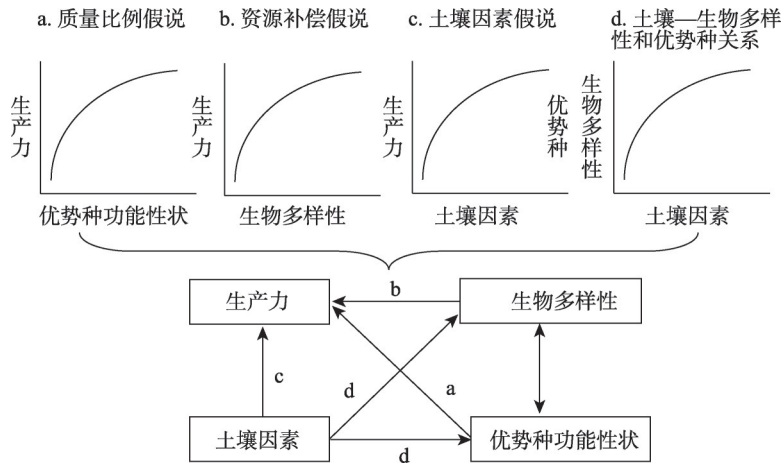 a. 质量比例假说
b. 资源补偿假说
c. 土壤因素假说
d. 土壤—生物多样
性和优势种关系
生产力
优势种功能性状
生产力
生物多样性
生产力
土壤因素
优势种
生物多样性
土壤因素
生产力
b
生物多样性
c
d
a
土壤因素
d
优势种功能性状